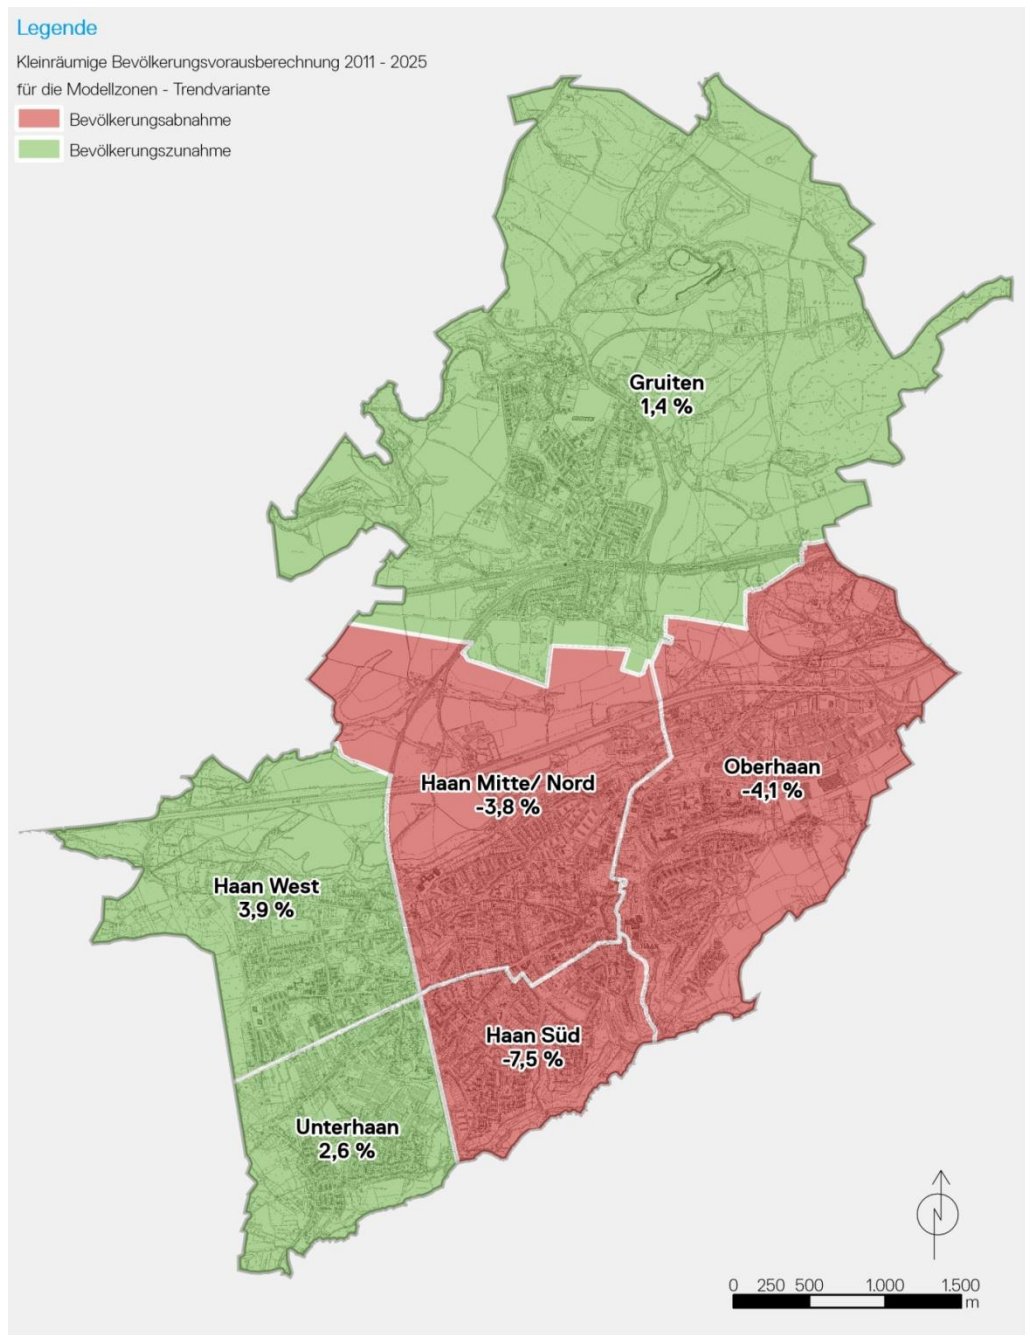 Legende
Kleinräumige Bevölkerungsvorausberechnung 2011 - 2025
für die Modellzonen - Trendvariante
Bevölkerungsabnahme
Bevölkerungszunahme
Gruiten
1,4 %
Oberhaan
-4,1 %
Haan Mitte/ Nord
-3,8 %
Haan West
3,9 %
Haan Süd
-7,5 %
Unterhaan
2,6 %
N
0 250 500 1.000 1.500
m